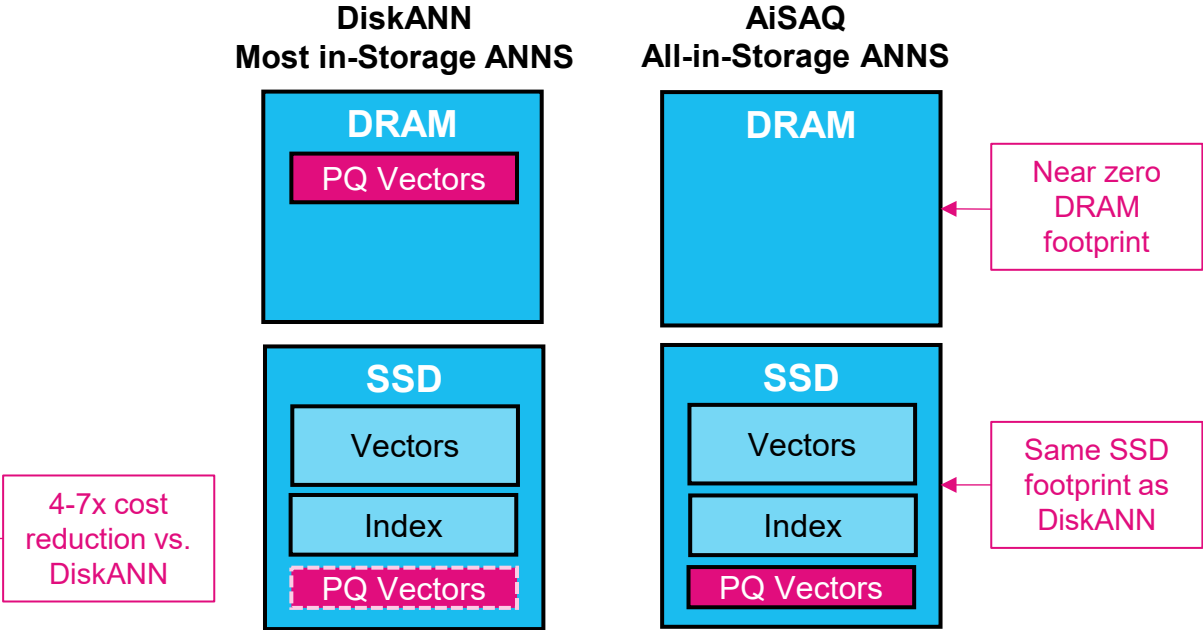 DiskANN
Most in-Storage ANNS
AiSAQ
All-in-Storage ANNS
DRAM
PQ Vectors
DRAM
Near zero
DRAM
footprint
SSD
Vectors
Index
PQ Vectors
SSD
Vectors
Index
PQ Vectors
Same SSD
footprint as
DiskANN
4-7x cost
reduction vs.
DiskANN